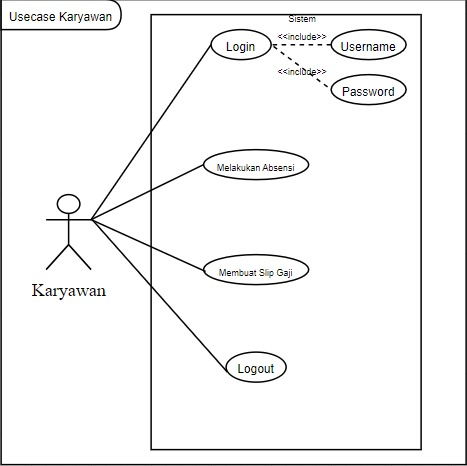 Usecase Karyawan
Sistem
Login
<<include>>
Username
<<include>>
Password
Melakukan Absensi
Karyawan
Membuat Slip Gaji
Logout